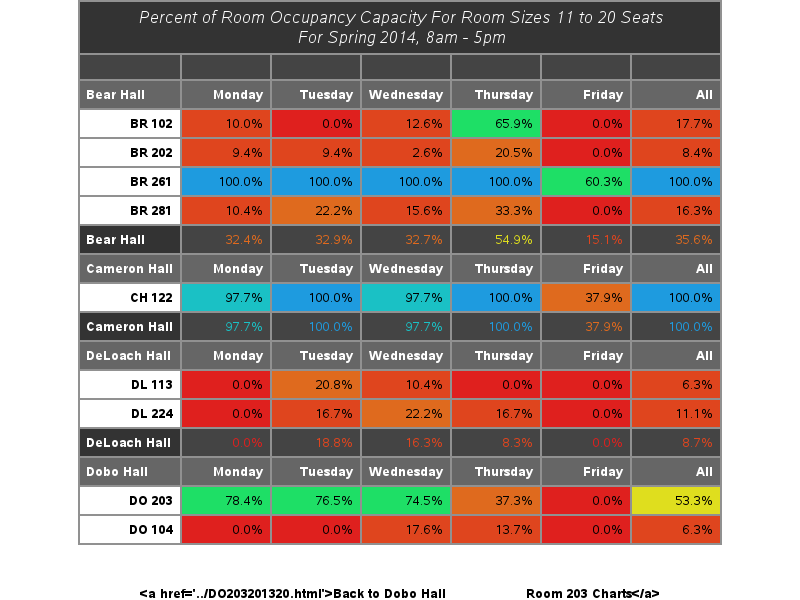 Percent of Room Occupancy Capacity For Room Sizes 11 to 20 Seats
For Spring 2014, 8am - 5pm
Bear Hall Monday Tuesday Wednesday Thursday Friday All
BR 102 10.0% 0.0% 12.6% 65.9% 0.0% 17.7%
BR 202 9.4% 9.4% 2.6% 20.5% 0.0% 8.4%
BR 261 100.0% 100.0% 100.0% 100.0% 60.3% 100.0%
BR 281 10.4% 22.2% 15.6% 33.3% 0.0% 16.3%
Bear Hall 32.4% 32.9% 32.7% 54.9% 15.1% 35.6%
Cameron Hall Monday Tuesday Wednesday Thursday Friday All
CH 122 97.7% 100.0% 97.7% 100.0% 37.9% 100.0%
Cameron Hall 97.7% 100.0% 97.7% 100.0% 37.9% 100.0%
DeLoach Hall Monday Tuesday Wednesday Thursday Friday All
DL 113 0.0% 20.8% 10.4% 0.0% 0.0% 6.3%
DL 224 0.0% 16.7% 22.2% 16.7% 0.0% 11.1%
DeLoach Hall 0.0% 18.8% 16.3% 8.3% 0.0% 8.7%
Dobo Hall Monday Tuesday Wednesday Thursday Friday All
DO 203 78.4% 76.5% 74.5% 37.3% 0.0% 53.3%
DO 104 0.0% 0.0% 17.6% 13.7% 0.0% 6.3%
<a href='../DO203201320.html'>Back to Dobo Hall Room 203 Charts</a>